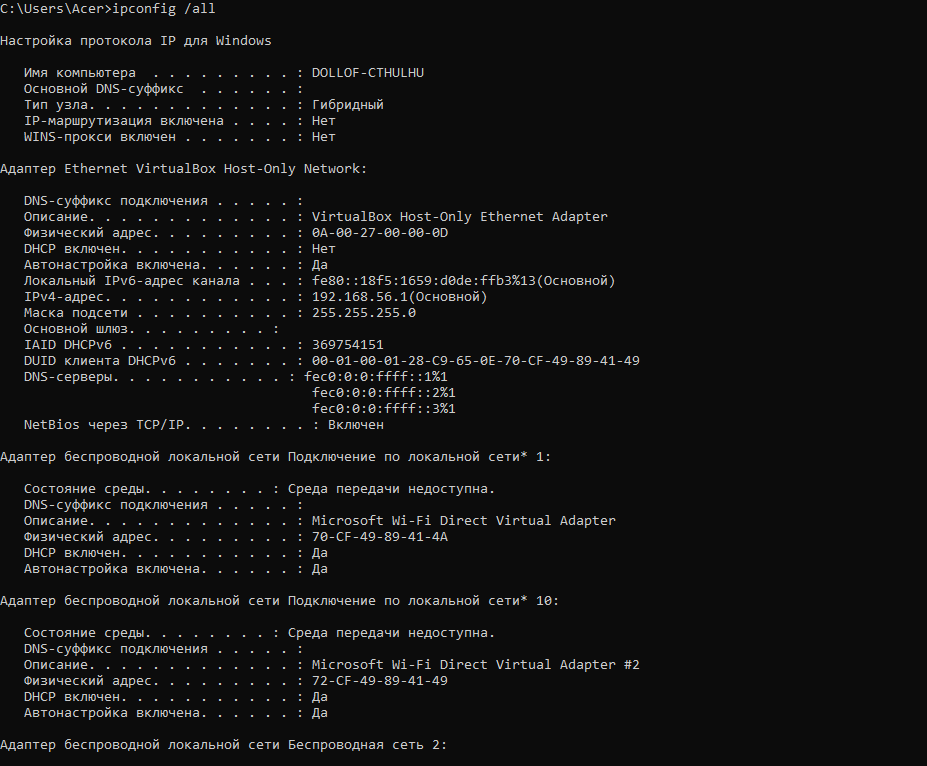 C:\Users\Acer>ipconfig /all
Настройка протокола IP для Windows
Имя компьютера . . . . . . . . . : DOLLOF-CTHULHU
Основной DNS-суффикс . . . . . . :
Тип узла. . . . . . . . . . . . . : Гибридный
IP-маршрутизация включена . . . . : Нет
WINS-прокси включен . . . . . . . : Нет
Адаптер Ethernet VirtualBox Host-Only Network:
DNS-суффикс подключения . . . . . :
Описание. . . . . . . . . . . . . : VirtualBox Host-Only Ethernet Adapter
Физический адрес. . . . . . . . . : 0A-00-27-00-00-0D
DHCP включен. . . . . . . . . . . : Нет
Автонастройка включена. . . . . . : Да
Локальный IPv6-адрес канала . . . : fe80::18f5:1659:d0de:ffb3%13(Основной)
IPv4-адрес. . . . . . . . . . . . : 192.168.56.1(Основной)
Маска подсети . . . . . . . . . . : 255.255.255.0
Основной шлюз. . . . . . . . . :
IAID DHCPv6 . . . . . . . . . . . : 369754151
DUID клиента DHCPv6 . . . . . . . : 00-01-00-01-28-C9-65-0E-70-CF-49-89-41-49
DNS-серверы. . . . . . . . . . . : fec0:0:0:ffff::1%1
fec0:0:0:ffff::2%1
fec0:0:0:ffff::3%1
NetBios через TCP/IP. . . . . . . . : Включен
Адаптер беспроводной локальной сети Подключение по локальной сети* 1:
Состояние среды. . . . . . . . : Среда передачи недоступна.
DNS-суффикс подключения . . . . . :
Описание. . . . . . . . . . . . . : Microsoft Wi-Fi Direct Virtual Adapter
Физический адрес. . . . . . . . . : 70-CF-49-89-41-4A
DHCP включен. . . . . . . . . . . : Да
Автонастройка включена. . . . . . : Да
Адаптер беспроводной локальной сети Подключение по локальной сети* 10:
Состояние среды. . . . . . . . : Среда передачи недоступна.
DNS-суффикс подключения . . . . . :
Описание. . . . . . . . . . . . . : Microsoft Wi-Fi Direct Virtual Adapter #2
Физический адрес. . . . . . . . . : 72-CF-49-89-41-49
DHCP включен. . . . . . . . . . . : Да
Автонастройка включена. . . . . . : Да
Адаптер беспроводной локальной сети Беспроводная сеть 2: